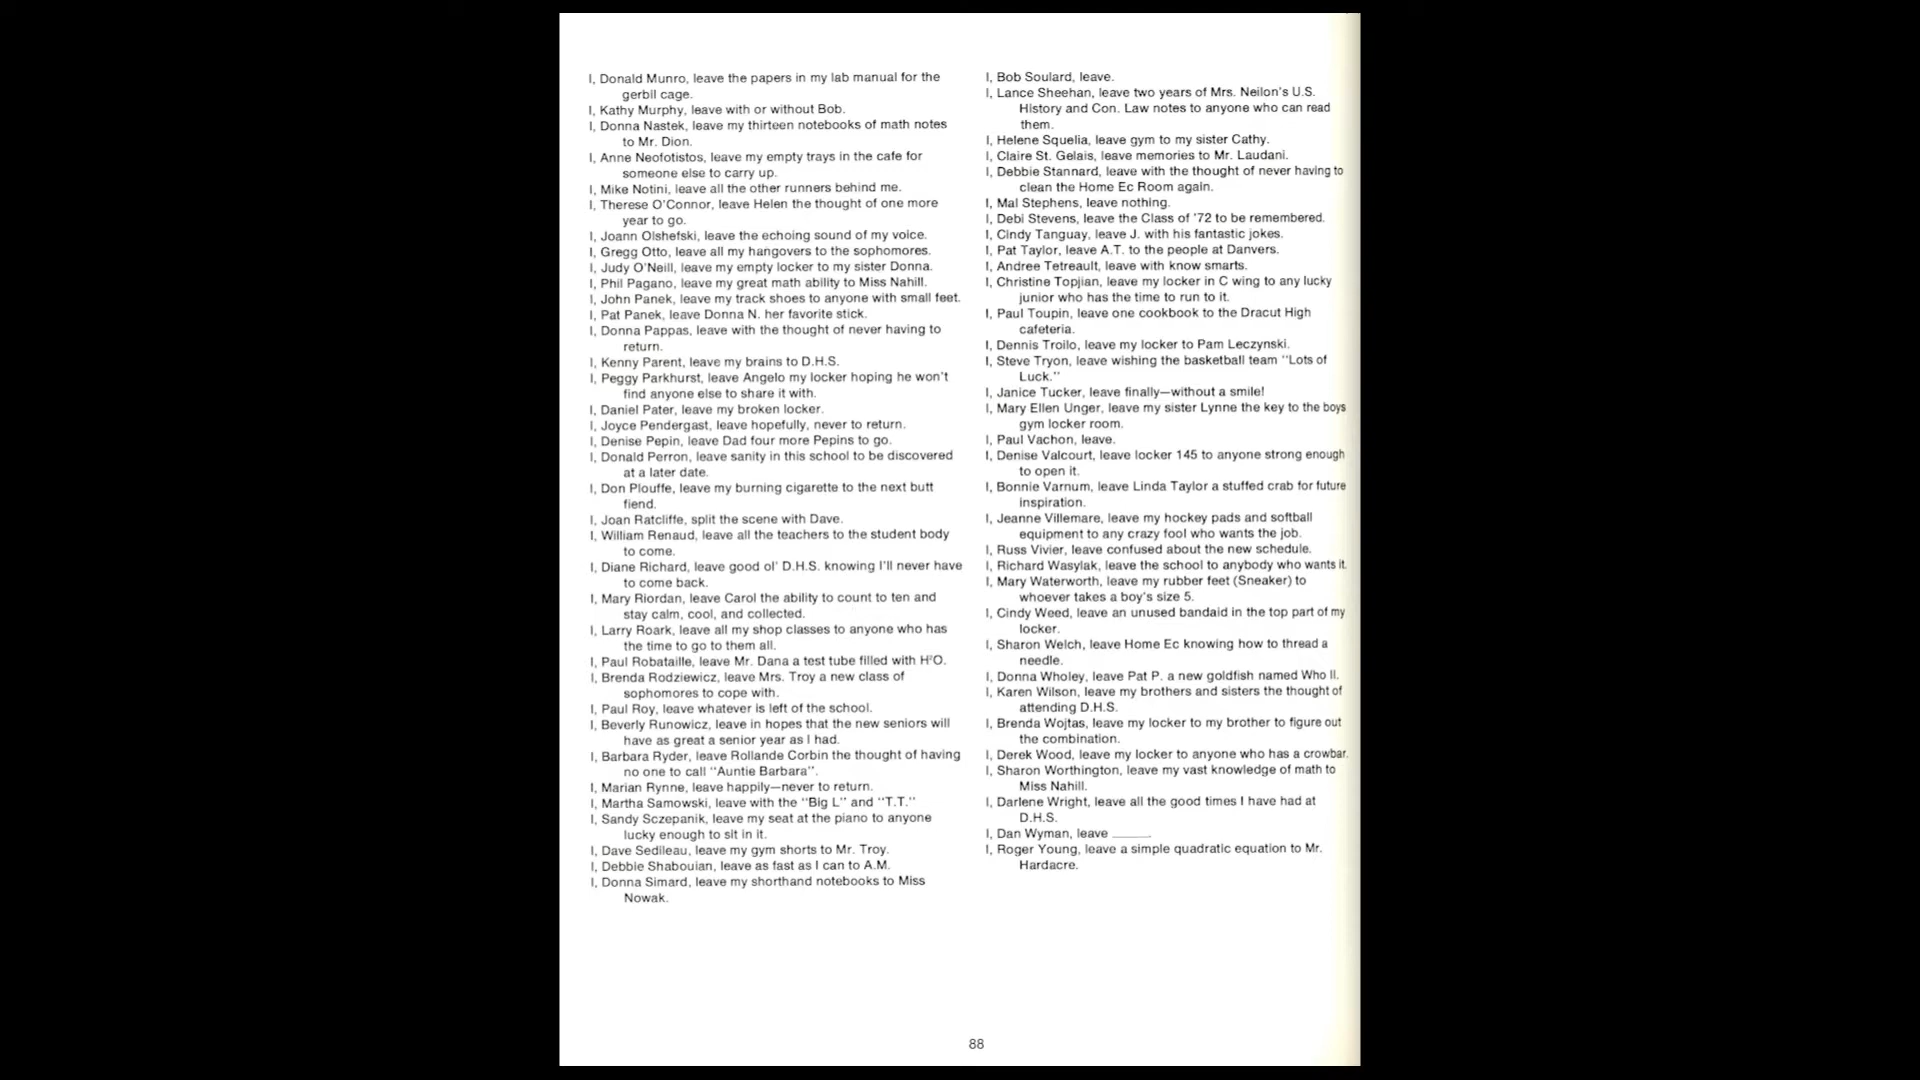 I, Donald Munro, leave the papers in my lab manual for the
gerbil cage.
I, Kathy Murphy, leave with or without Bob.
I, Donna Nastek, leave my thirteen notebooks of math notes
to Mr. Dion.
I, Anne Neofotistos, leave my empty trays in the cafe for
someone else to carry up.
I, Mike Notini, leave all the other runners behind me.
I, Therese O'Connor, leave Helen the thought of one more
year to go.
I, Joann Olshefski, leave the echoing sound of my voice.
I, Gregg Otto, leave all my hangovers to the sophomores.
I, Judy O'Neill, leave my empty locker to my sister Donna.
I, Phil Pagano, leave my great math ability to Miss Nahill.
I, John Panek, leave my track shoes to anyone with small feet.
I, Pat Panek, leave Donna N. her favorite stick.
I, Donna Pappas, leave with the thought of never having to
return.
I, Kenny Parent, leave my brains to D.H.S.
I, Peggy Parkhurst, leave Angelo my locker hoping he won't
find anyone else to share it with.
I, Daniel Pater, leave my broken locker.
I, Joyce Pendergast, leave hopefully, never to return.
I, Denise Pepin, leave Dad four more Pepins to go.
I, Donald Perron, leave sanity in this school to be discovered
at a later date.
I, Don Plouffe, leave my burning cigarette to the next butt
fiend.
I, Joan Ratcliffe, split the scene with Dave.
I, William Renaud, leave all the teachers to the student body
to come.
I, Diane Richard, leave good ol' D.H.S. knowing I'll never have
to come back.
I, Mary Riordan, leave Carol the ability to count to ten and
stay calm, cool, and collected.
I, Larry Roark, leave all my shop classes to anyone who has
the time to go to them all.
I, Paul Robataille, leave Mr. Dana a test tube filled with H²O.
I, Brenda Rodziewicz, leave Mrs. Troy a new class of
sophomores to cope with.
I, Paul Roy, leave whatever is left of the school.
I, Beverly Runowicz, leave in hopes that the new seniors will
have as great a senior year as I had.
I, Barbara Ryder, leave Rollande Corbin the thought of having
no one to call "Auntie Barbara".
I, Marian Rynne, leave happily—never to return.
I, Martha Samowski, leave with the "Big L" and "T.T."
I, Sandy Sczepanik, leave my seat at the piano to anyone
lucky enough to sit in it.
I, Dave Sedileau, leave my gym shorts to Mr. Troy.
I, Debbie Shabouian, leave as fast as I can to A.M.
I, Donna Simard, leave my shorthand notebooks to Miss
Nowak.
I, Bob Soulard, leave.
I, Lance Sheehan, leave two years of Mrs. Neilon's U.S.
History and Con. Law notes to anyone who can read
them.
I, Helene Squelia, leave gym to my sister Cathy.
I, Claire St. Gelais, leave memories to Mr. Laudani.
I, Debbie Stannard, leave with the thought of never having to
clean the Home Ec Room again.
I, Mal Stephens, leave nothing.
I, Debi Stevens, leave the Class of '72 to be remembered.
I, Cindy Tanguay, leave J. with his fantastic jokes.
I, Pat Taylor, leave A.T. to the people at Danvers.
I, Andree Tetreault, leave with know smarts.
I, Christine Topjian, leave my locker in C wing to any lucky
junior who has the time to run to it.
I, Paul Toupin, leave one cookbook to the Dracut High
cafeteria.
I, Dennis Troilo, leave my locker to Pam Leczynski.
I, Steve Tryon, leave wishing the basketball team "Lots of
Luck."
I, Janice Tucker, leave finally—without a smile!
I, Mary Ellen Unger, leave my sister Lynne the key to the boys
gym locker room.
I, Paul Vachon, leave.
I, Denise Valcourt, leave locker 145 to anyone strong enough
to open it.
I, Bonnie Varnum, leave Linda Taylor a stuffed crab for future
inspiration.
I, Jeanne Villemare, leave my hockey pads and softball
equipment to any crazy fool who wants the job.
I, Russ Vivier, leave confused about the new schedule.
I, Richard Wasylak, leave the school to anybody who wants it.
I, Mary Waterworth, leave my rubber feet (Sneaker) to
whoever takes a boy's size 5.
I, Cindy Weed, leave an unused bandaid in the top part of my
locker.
I, Sharon Welch, leave Home Ec knowing how to thread a
needle.
I, Donna Wholey, leave Pat P. a new goldfish named Who II.
I, Karen Wilson, leave my brothers and sisters the thought of
attending D.H.S.
I, Brenda Wojtas, leave my locker to my brother to figure out
the combination.
I, Derek Wood, leave my locker to anyone who has a crowbar.
I, Sharon Worthington, leave my vast knowledge of math to
Miss Nahill.
I, Darlene Wright, leave all the good times I have had at
D.H.S.
I, Dan Wyman, leave _____.
I, Roger Young, leave a simple quadratic equation to Mr.
Hardacre.
88